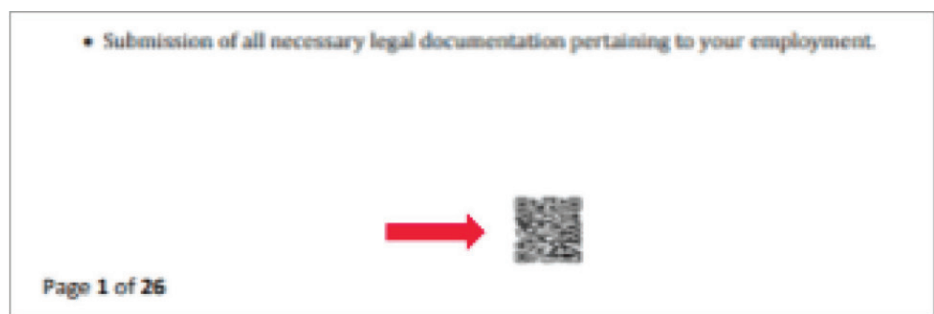 • Submission of all necessary legal documentation pertaining to your employment.
Page 1 of 26